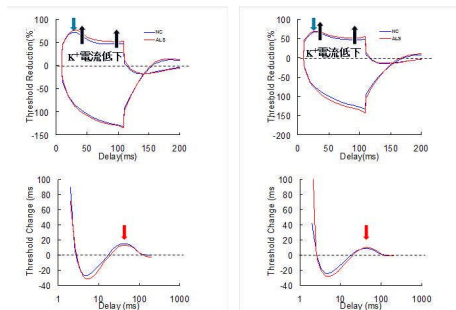 Threshold Reduction(%
100
50
0
-50
-100
-150
NC
ALS
K⁺電流低下
0 50 100 150 200
Delay(ms)
Threshold Reduction(%
100
50
0
-50
-100
-150
-200
NC
ALS
K⁺電流低下
0 50 100 150 200
Delay(ms)
Threshold Change (ms
100
80
60
40
20
0
-20
-40
1 10 100 1000
Delay(ms)
Threshold Change (ms
100
80
60
40
20
0
-20
-40
1 10 100 1000
Delay(ms)